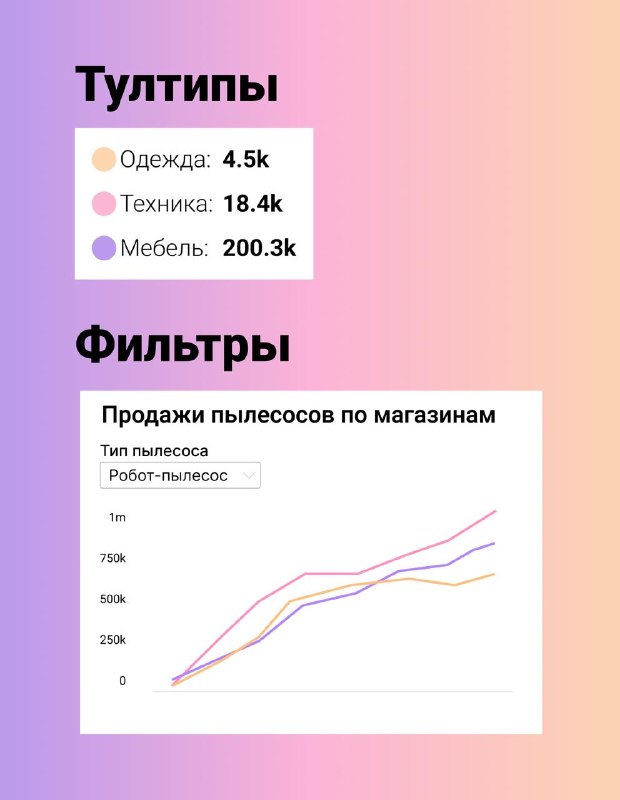 Тултипы
Одежда: 4.5k
Техника: 18.4k
Мебель: 200.3k
Фильтры
Продажи пылесосов по магазинам
Тип пылесоса
Робот-пылесос
1m
750k
500k
250k
0